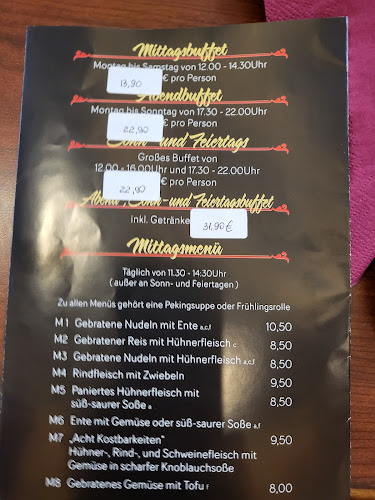 Mittagsbuffet
Montag bis Samstag von 12.00 - 14.30Uhr
13,90 € pro Person
Abendbuffet
Montag bis Sonntag von 17.30 - 22.00Uhr
22,90 € pro Person
Sonn- und Feiertags
Großes Buffet von
12.00 - 16.00Uhr und 17.30 - 22.00Uhr
22,90 € pro Person
Abend, Sonn- und Feiertagsbuffet
inkl. Getränke 31,90€
Mittagsmenü
Täglich von 11.30 - 14:30Uhr
( außer an Sonn- und Feiertagen )
Zu allen Menüs gehört eine Pekingsuppe oder Frühlingsrolle
M1 Gebratene Nudeln mit Ente a,c,f 10,50
M2 Gebratener Reis mit Hühnerfleisch c 8,50
M3 Gebratene Nudeln mit Hühnerfleisch a,c,f 8,50
M4 Rindfleisch mit Zwiebeln 9,50
M5 Paniertes Hühnerfleisch mit
süß-saurer Soße a 8,50
M6 Ente mit Gemüse oder süß-saurer Soße a,f
M7 „Acht Kostbarkeiten" 9,50
Hühner-, Rind-, und Schweinefleisch mit
Gemüse in scharfer Knoblauchsoße
M8 Gebratenes Gemüse mit Tofu f 8,00